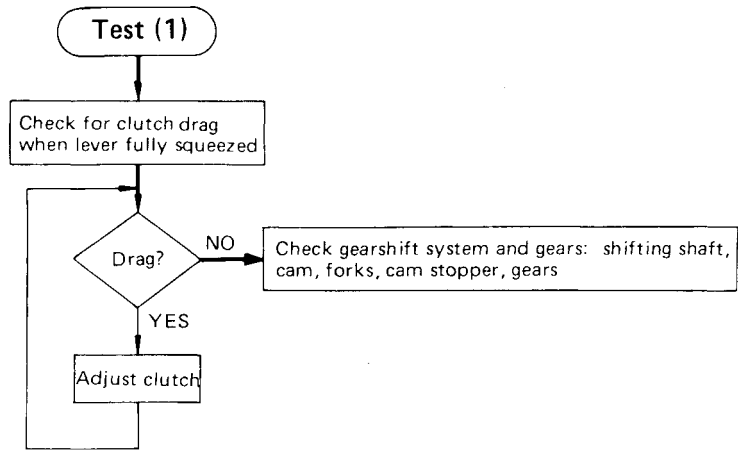 Test (1)
Check for clutch drag
when lever fully squeezed
Drag?
NO
Check gearshift system and gears: shifting shaft,
cam, forks, cam stopper, gears
YES
Adjust clutch